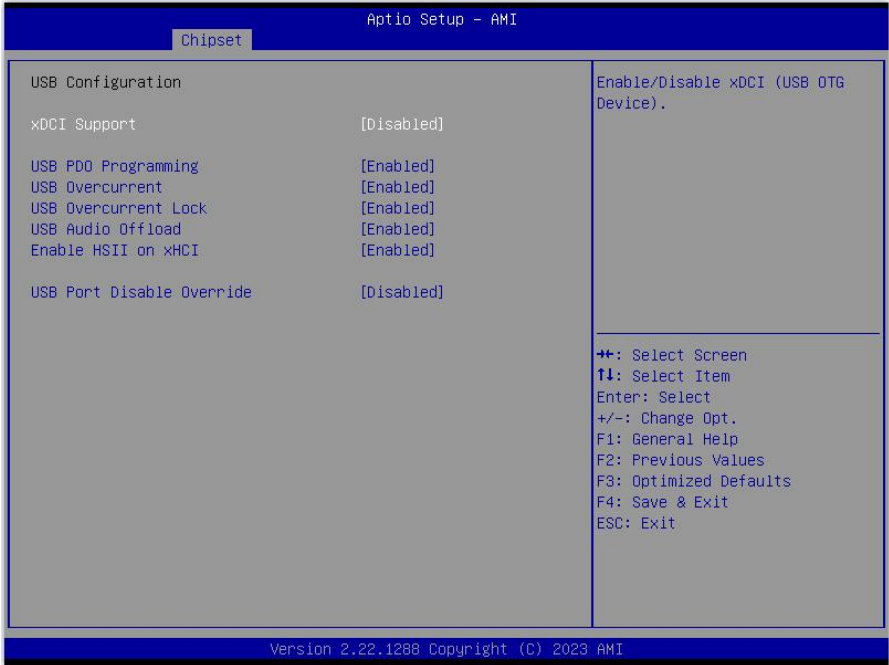 Aptio Setup – AMI
Chipset
USB Configuration
xDCI Support [Disabled]
USB PDO Programming [Enabled]
USB Overcurrent [Enabled]
USB Overcurrent Lock [Enabled]
USB Audio Offload [Enabled]
Enable HSII on xHCI [Enabled]
USB Port Disable Override [Disabled]
Enable/Disable xDCI (USB OTG
Device).
→←: Select Screen
↑↓: Select Item
Enter: Select
+/-: Change Opt.
F1: General Help
F2: Previous Values
F3: Optimized Defaults
F4: Save & Exit
ESC: Exit
Version 2.22.1288 Copyright (C) 2023 AMI